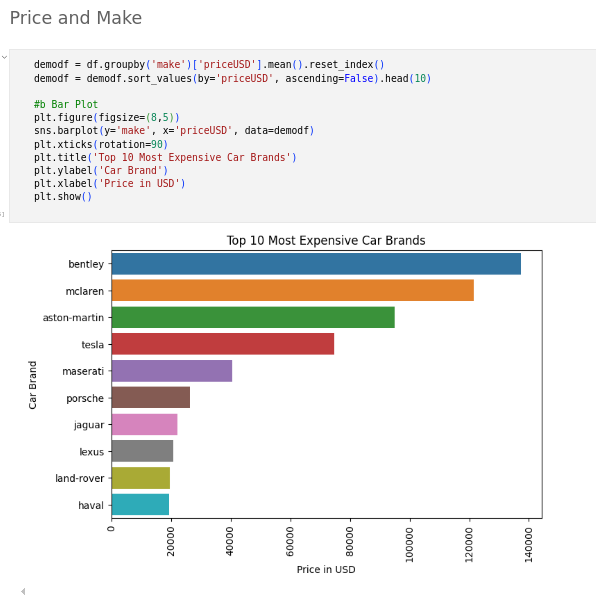 Price and Make
demodf = df.groupby('make')['priceUSD'].mean().reset_index()
demodf = demodf.sort_values(by='priceUSD', ascending=False).head(10)
#b Bar Plot
plt.figure(figsize=(8,5))
sns.barplot(y='make', x='priceUSD', data=demodf)
plt.xticks(rotation=90)
plt.title('Top 10 Most Expensive Car Brands')
plt.ylabel('Car Brand')
plt.xlabel('Price in USD')
plt.show()
Top 10 Most Expensive Car Brands
bentley
mclaren
aston-martin
tesla
maserati
porsche
jaguar
lexus
land-rover
haval
Car Brand
0
20000
40000
60000
80000
100000
120000
140000
Price in USD